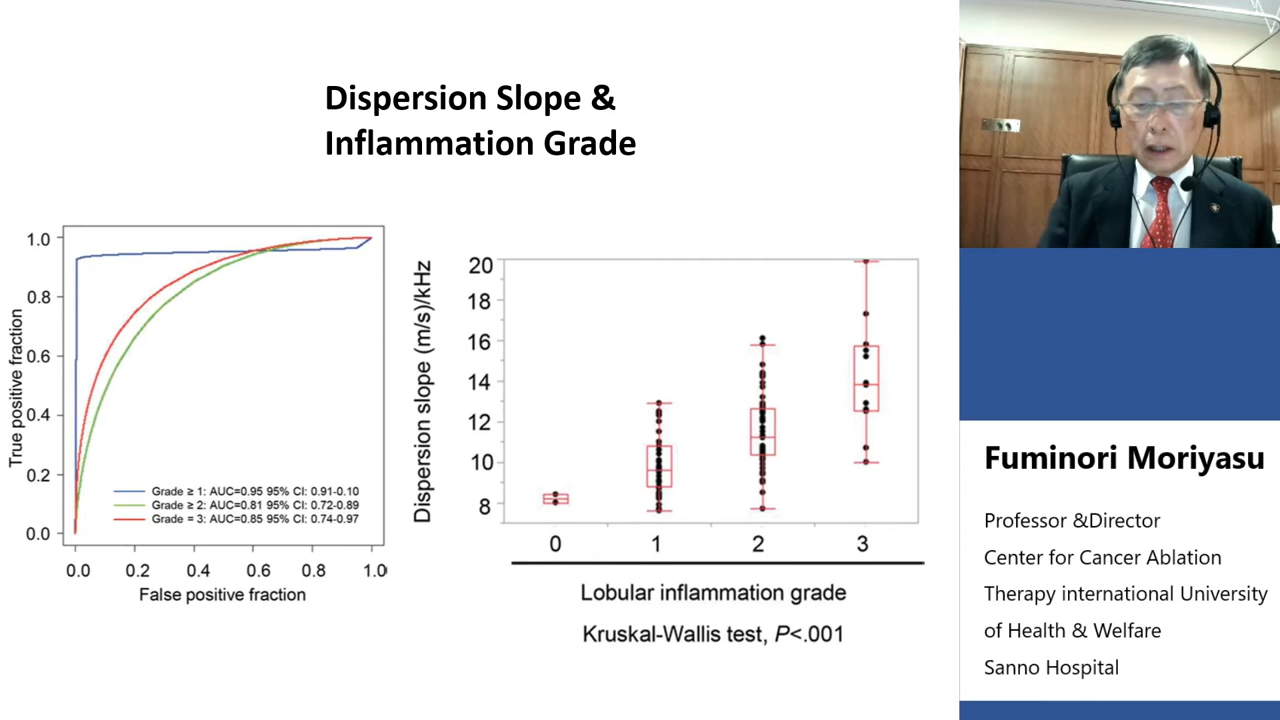 Dispersion Slope &
Inflammation Grade
True positive fraction
1.0
0.8
0.6
0.4
0.2
0.0
Grade ≥ 1: AUC=0.95 95% CI: 0.91-0.10
Grade ≥ 2: AUC=0.81 95% CI: 0.72-0.89
Grade = 3: AUC=0.85 95% CI: 0.74-0.97
0.0 0.2 0.4 0.6 0.8 1.0
False positive fraction
Dispersion slope (m/s)/kHz
20
18
16
14
12
10
8
0 1 2 3
Lobular inflammation grade
Kruskal-Wallis test, P<.001
Fuminori Moriyasu
Professor &Director
Center for Cancer Ablation
Therapy international University
of Health & Welfare
Sanno Hospital